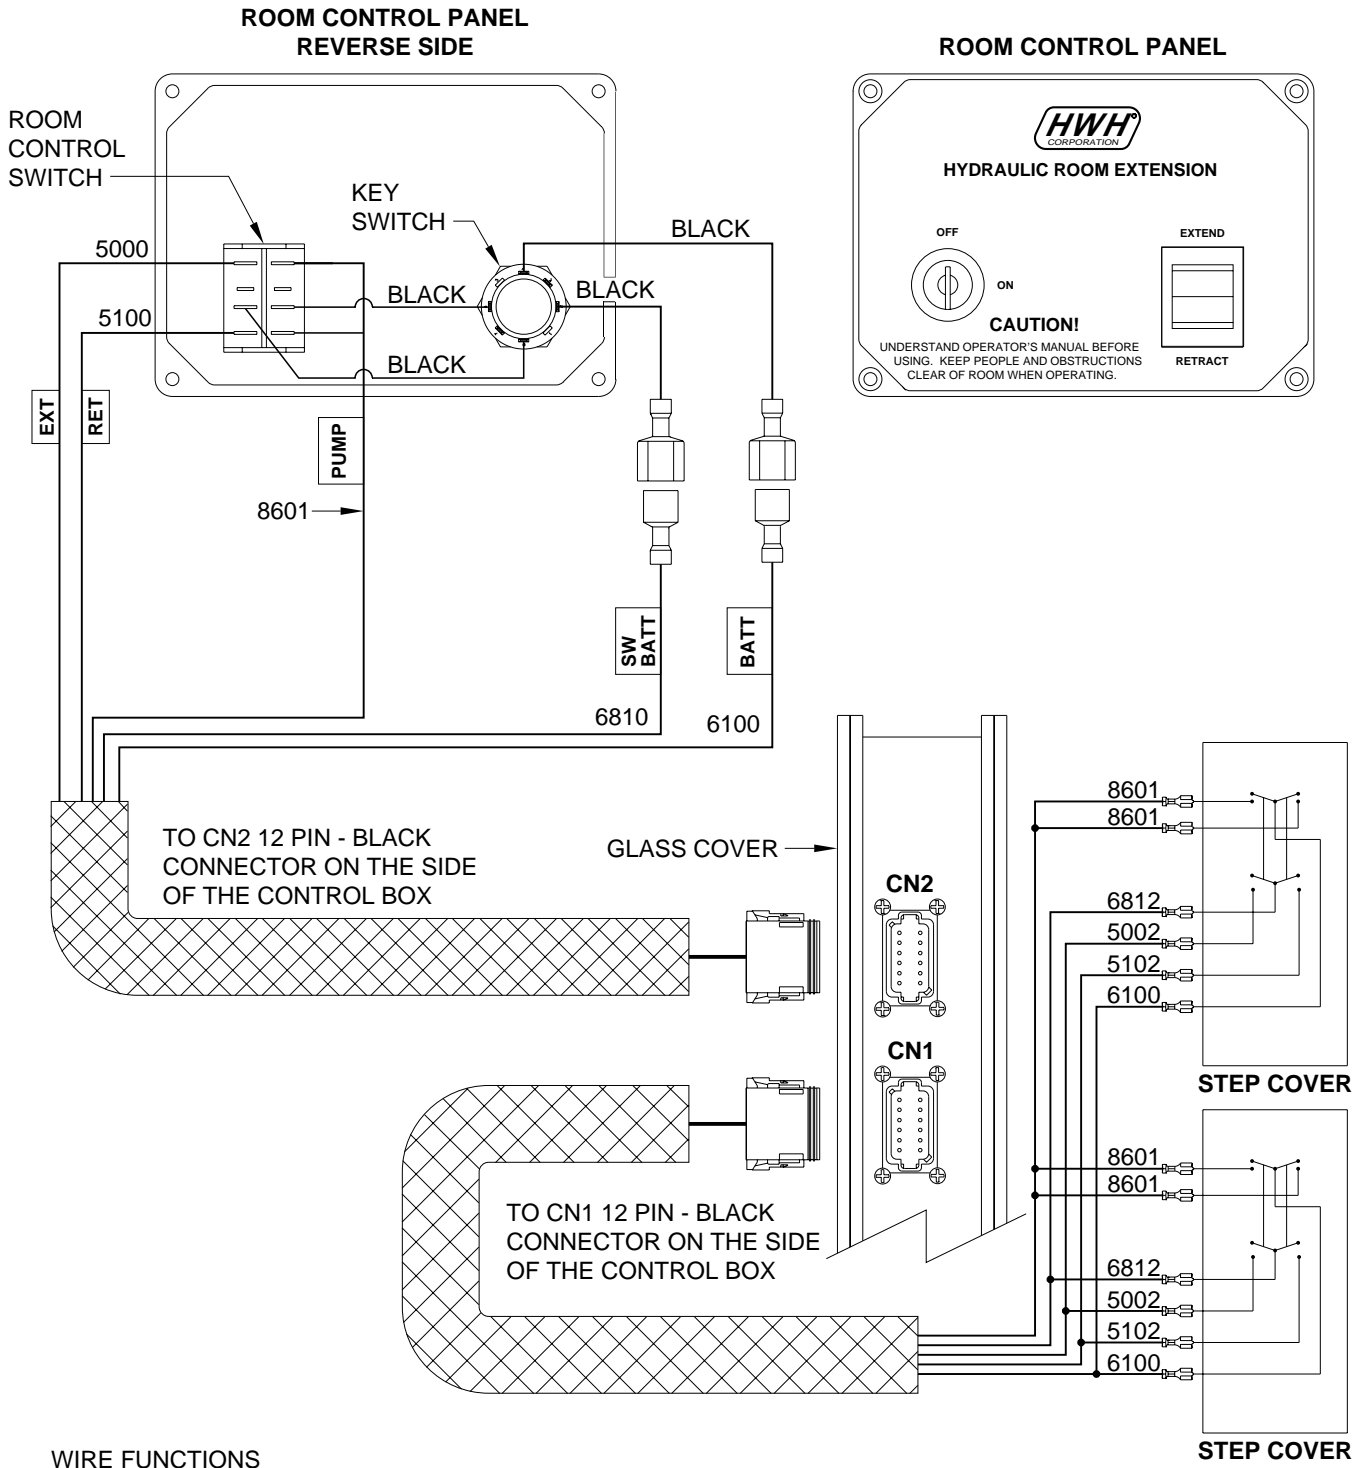 ROOM CONTROL PANEL
REVERSE SIDE
ROOM
CONTROL
SWITCH
KEY
SWITCH
BLACK
5000
BLACK
BLACK
5100
BLACK
EXT
RET
PUMP
8601
SW
BATT
BATT
6810
6100
ROOM CONTROL PANEL
HWH
CORPORATION
HYDRAULIC ROOM EXTENSION
OFF
ON
EXTEND
RETRACT
CAUTION!
UNDERSTAND OPERATOR'S MANUAL BEFORE
USING. KEEP PEOPLE AND OBSTRUCTIONS
CLEAR OF ROOM WHEN OPERATING.
TO CN2 12 PIN - BLACK
CONNECTOR ON THE SIDE
OF THE CONTROL BOX
GLASS COVER
CN2
CN1
8601
8601
6812
5002
5102
6100
STEP COVER
TO CN1 12 PIN - BLACK
CONNECTOR ON THE SIDE
OF THE CONTROL BOX
8601
8601
6812
5002
5102
6100
STEP COVER
WIRE FUNCTIONS